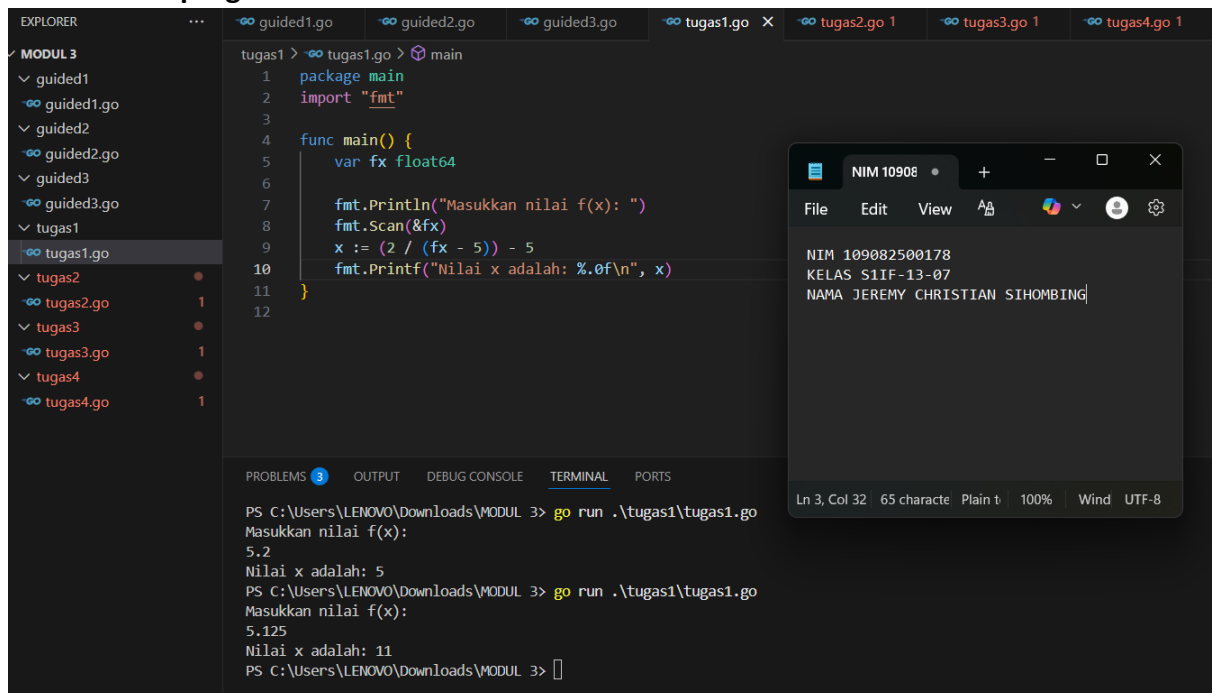 EXPLORER
MODUL 3
guided1
guided1.go
guided2
guided2.go
guided3
guided3.go
tugas1
tugas1.go
tugas2
tugas2.go 1
tugas3
tugas3.go 1
tugas4
tugas4.go 1
guided1.go guided2.go guided3.go tugas1.go tugas2.go 1 tugas3.go 1 tugas4.go 1
tugas1 > tugas1.go > main
1 package main
2 import "fmt"
3
4 func main() {
5 var fx float64
6
7 fmt.Println("Masukkan nilai f(x): ")
8 fmt.Scan(&fx)
9 x := (2 / (fx - 5)) - 5
10 fmt.Printf("Nilai x adalah: %.0f\n", x)
11 }
12
NIM 10908
File Edit View
NIM 109082500178
KELAS S1IF-13-07
NAMA JEREMY CHRISTIAN SIHOMBING
Ln 3, Col 32 65 characte Plain t 100% Wind UTF-8
PROBLEMS 3 OUTPUT DEBUG CONSOLE TERMINAL PORTS
PS C:\Users\LENOVO\Downloads\MODUL 3> go run .\tugas1\tugas1.go
Masukkan nilai f(x):
5.2
Nilai x adalah: 5
PS C:\Users\LENOVO\Downloads\MODUL 3> go run .\tugas1\tugas1.go
Masukkan nilai f(x):
5.125
Nilai x adalah: 11
PS C:\Users\LENOVO\Downloads\MODUL 3>